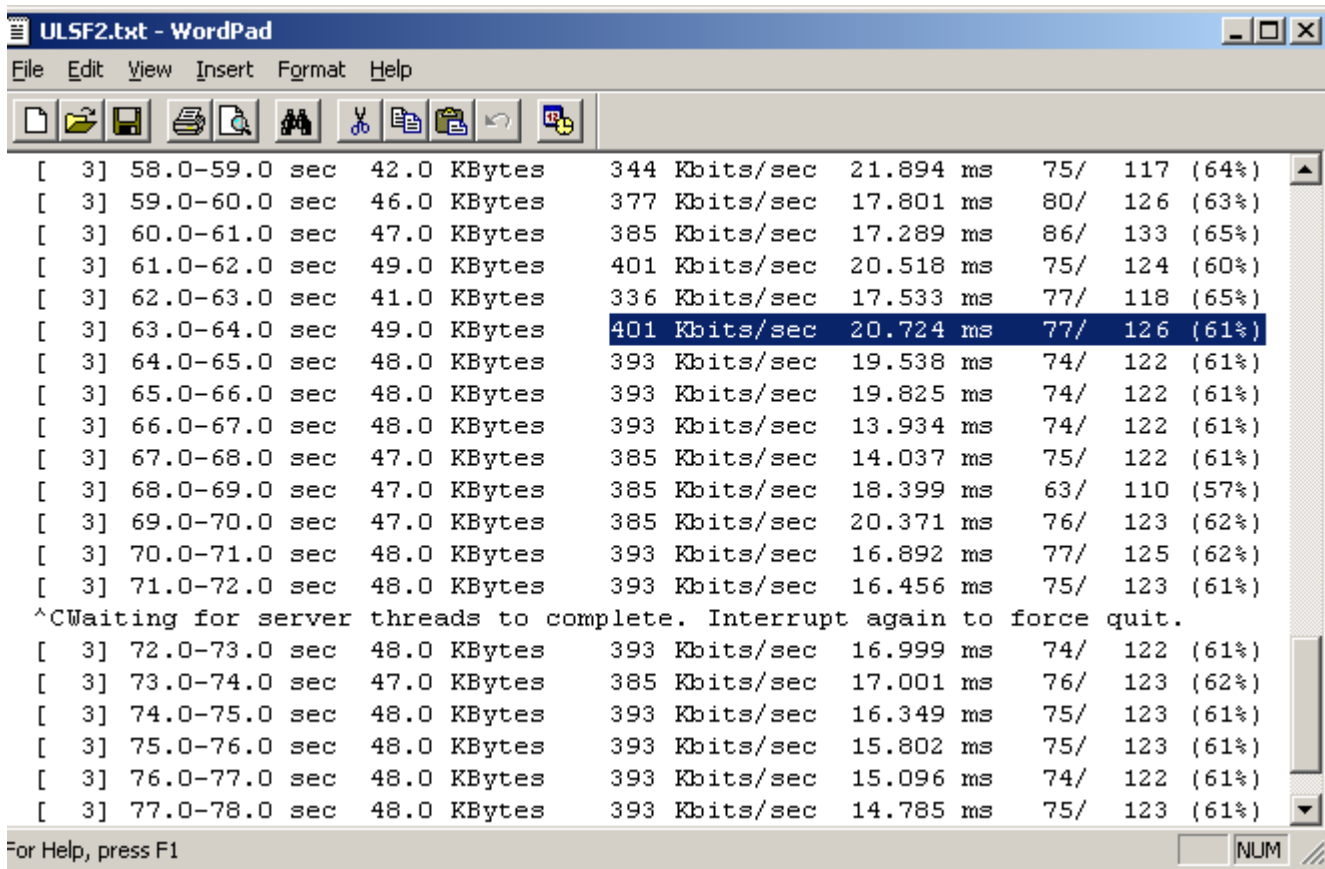 ULSF2.txt - WordPad
File Edit View Insert Format Help
[ 3] 58.0-59.0 sec 42.0 KBytes 344 Kbits/sec 21.894 ms 75/ 117 (64%)
[ 3] 59.0-60.0 sec 46.0 KBytes 377 Kbits/sec 17.801 ms 80/ 126 (63%)
[ 3] 60.0-61.0 sec 47.0 KBytes 385 Kbits/sec 17.289 ms 86/ 133 (65%)
[ 3] 61.0-62.0 sec 49.0 KBytes 401 Kbits/sec 20.518 ms 75/ 124 (60%)
[ 3] 62.0-63.0 sec 41.0 KBytes 336 Kbits/sec 17.533 ms 77/ 118 (65%)
[ 3] 63.0-64.0 sec 49.0 KBytes 401 Kbits/sec 20.724 ms 77/ 126 (61%)
[ 3] 64.0-65.0 sec 48.0 KBytes 393 Kbits/sec 19.538 ms 74/ 122 (61%)
[ 3] 65.0-66.0 sec 48.0 KBytes 393 Kbits/sec 19.825 ms 74/ 122 (61%)
[ 3] 66.0-67.0 sec 48.0 KBytes 393 Kbits/sec 13.934 ms 74/ 122 (61%)
[ 3] 67.0-68.0 sec 47.0 KBytes 385 Kbits/sec 14.037 ms 75/ 122 (61%)
[ 3] 68.0-69.0 sec 47.0 KBytes 385 Kbits/sec 18.399 ms 63/ 110 (57%)
[ 3] 69.0-70.0 sec 47.0 KBytes 385 Kbits/sec 20.371 ms 76/ 123 (62%)
[ 3] 70.0-71.0 sec 48.0 KBytes 393 Kbits/sec 16.892 ms 77/ 125 (62%)
[ 3] 71.0-72.0 sec 48.0 KBytes 393 Kbits/sec 16.456 ms 75/ 123 (61%)
^CWaiting for server threads to complete. Interrupt again to force quit.
[ 3] 72.0-73.0 sec 48.0 KBytes 393 Kbits/sec 16.999 ms 74/ 122 (61%)
[ 3] 73.0-74.0 sec 47.0 KBytes 385 Kbits/sec 17.001 ms 76/ 123 (62%)
[ 3] 74.0-75.0 sec 48.0 KBytes 393 Kbits/sec 16.349 ms 75/ 123 (61%)
[ 3] 75.0-76.0 sec 48.0 KBytes 393 Kbits/sec 15.802 ms 75/ 123 (61%)
[ 3] 76.0-77.0 sec 48.0 KBytes 393 Kbits/sec 15.096 ms 74/ 122 (61%)
[ 3] 77.0-78.0 sec 48.0 KBytes 393 Kbits/sec 14.785 ms 75/ 123 (61%)
For Help, press F1 NUM